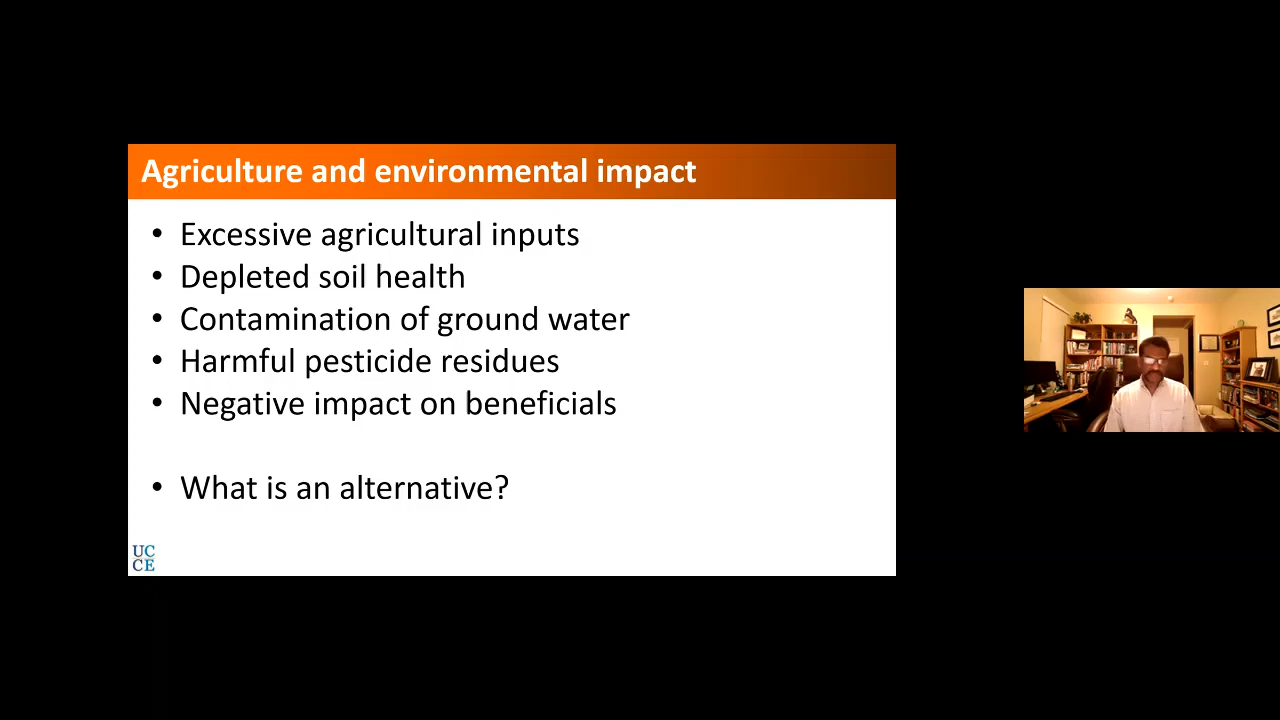 Agriculture and environmental impact
• Excessive agricultural inputs
• Depleted soil health
• Contamination of ground water
• Harmful pesticide residues
• Negative impact on beneficials
• What is an alternative?
UC
CE